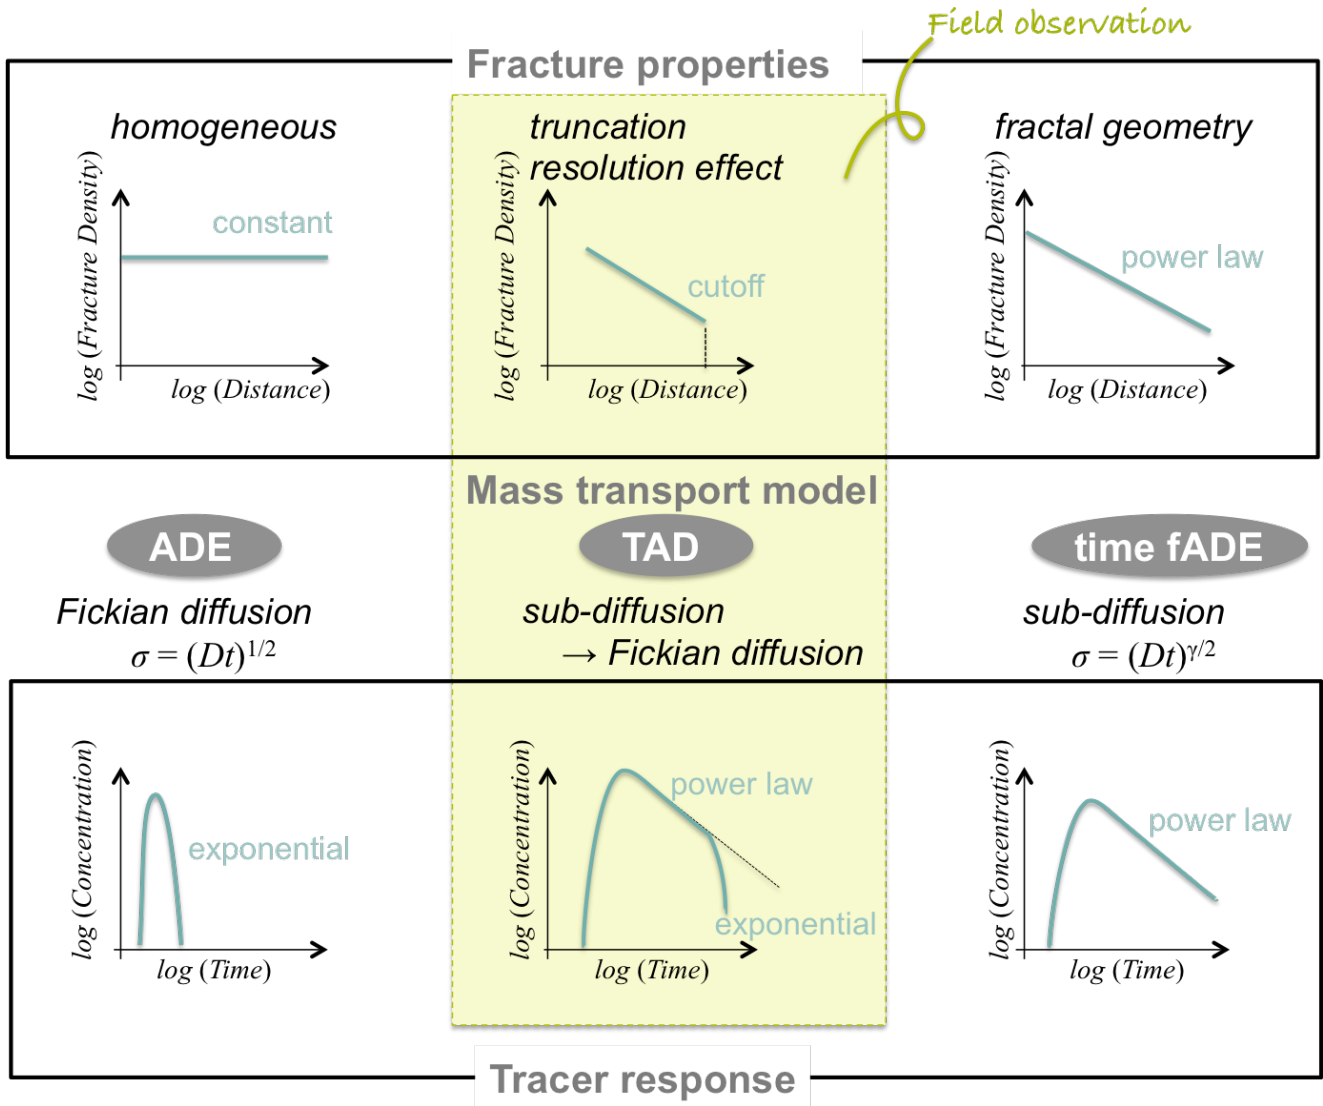 Field observation
Fracture properties
homogeneous
log (Fracture Density)
constant
log (Distance)
truncation
resolution effect
log (Fracture Density)
cutoff
log (Distance)
fractal geometry
log (Fracture Density)
power law
log (Distance)
Mass transport model
ADE
Fickian diffusion
σ = (Dt)^1/2
TAD
sub-diffusion
→ Fickian diffusion
time fADE
sub-diffusion
σ = (Dt)^γ/2
log (Concentration)
exponential
log (Time)
log (Concentration)
power law
exponential
log (Time)
log (Concentration)
power law
log (Time)
Tracer response